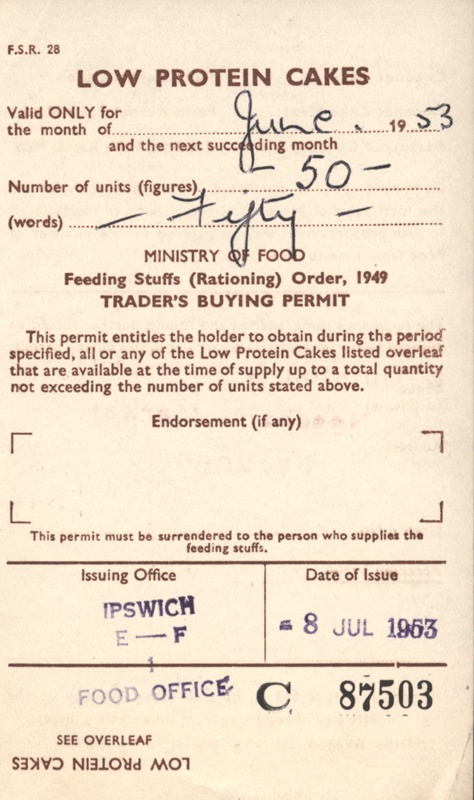 F.S.R. 28
LOW PROTEIN CAKES
Valid ONLY for
the month of June. 1953
and the next succeeding month
Number of units (figures) — 50 —
(words) — Fifty —
MINISTRY OF FOOD
Feeding Stuffs (Rationing) Order, 1949
TRADER'S BUYING PERMIT
This permit entitles the holder to obtain during the period
specified, all or any of the Low Protein Cakes listed overleaf
that are available at the time of supply up to a total quantity
not exceeding the number of units stated above.
Endorsement (if any)
This permit must be surrendered to the person who supplies the
feeding stuffs.
Issuing Office
Date of Issue
IPSWICH
E — F
1
FOOD OFFICE
- 8 JUL 1953
C 87503
SEE OVERLEAF
LOW PROTEIN CAKES